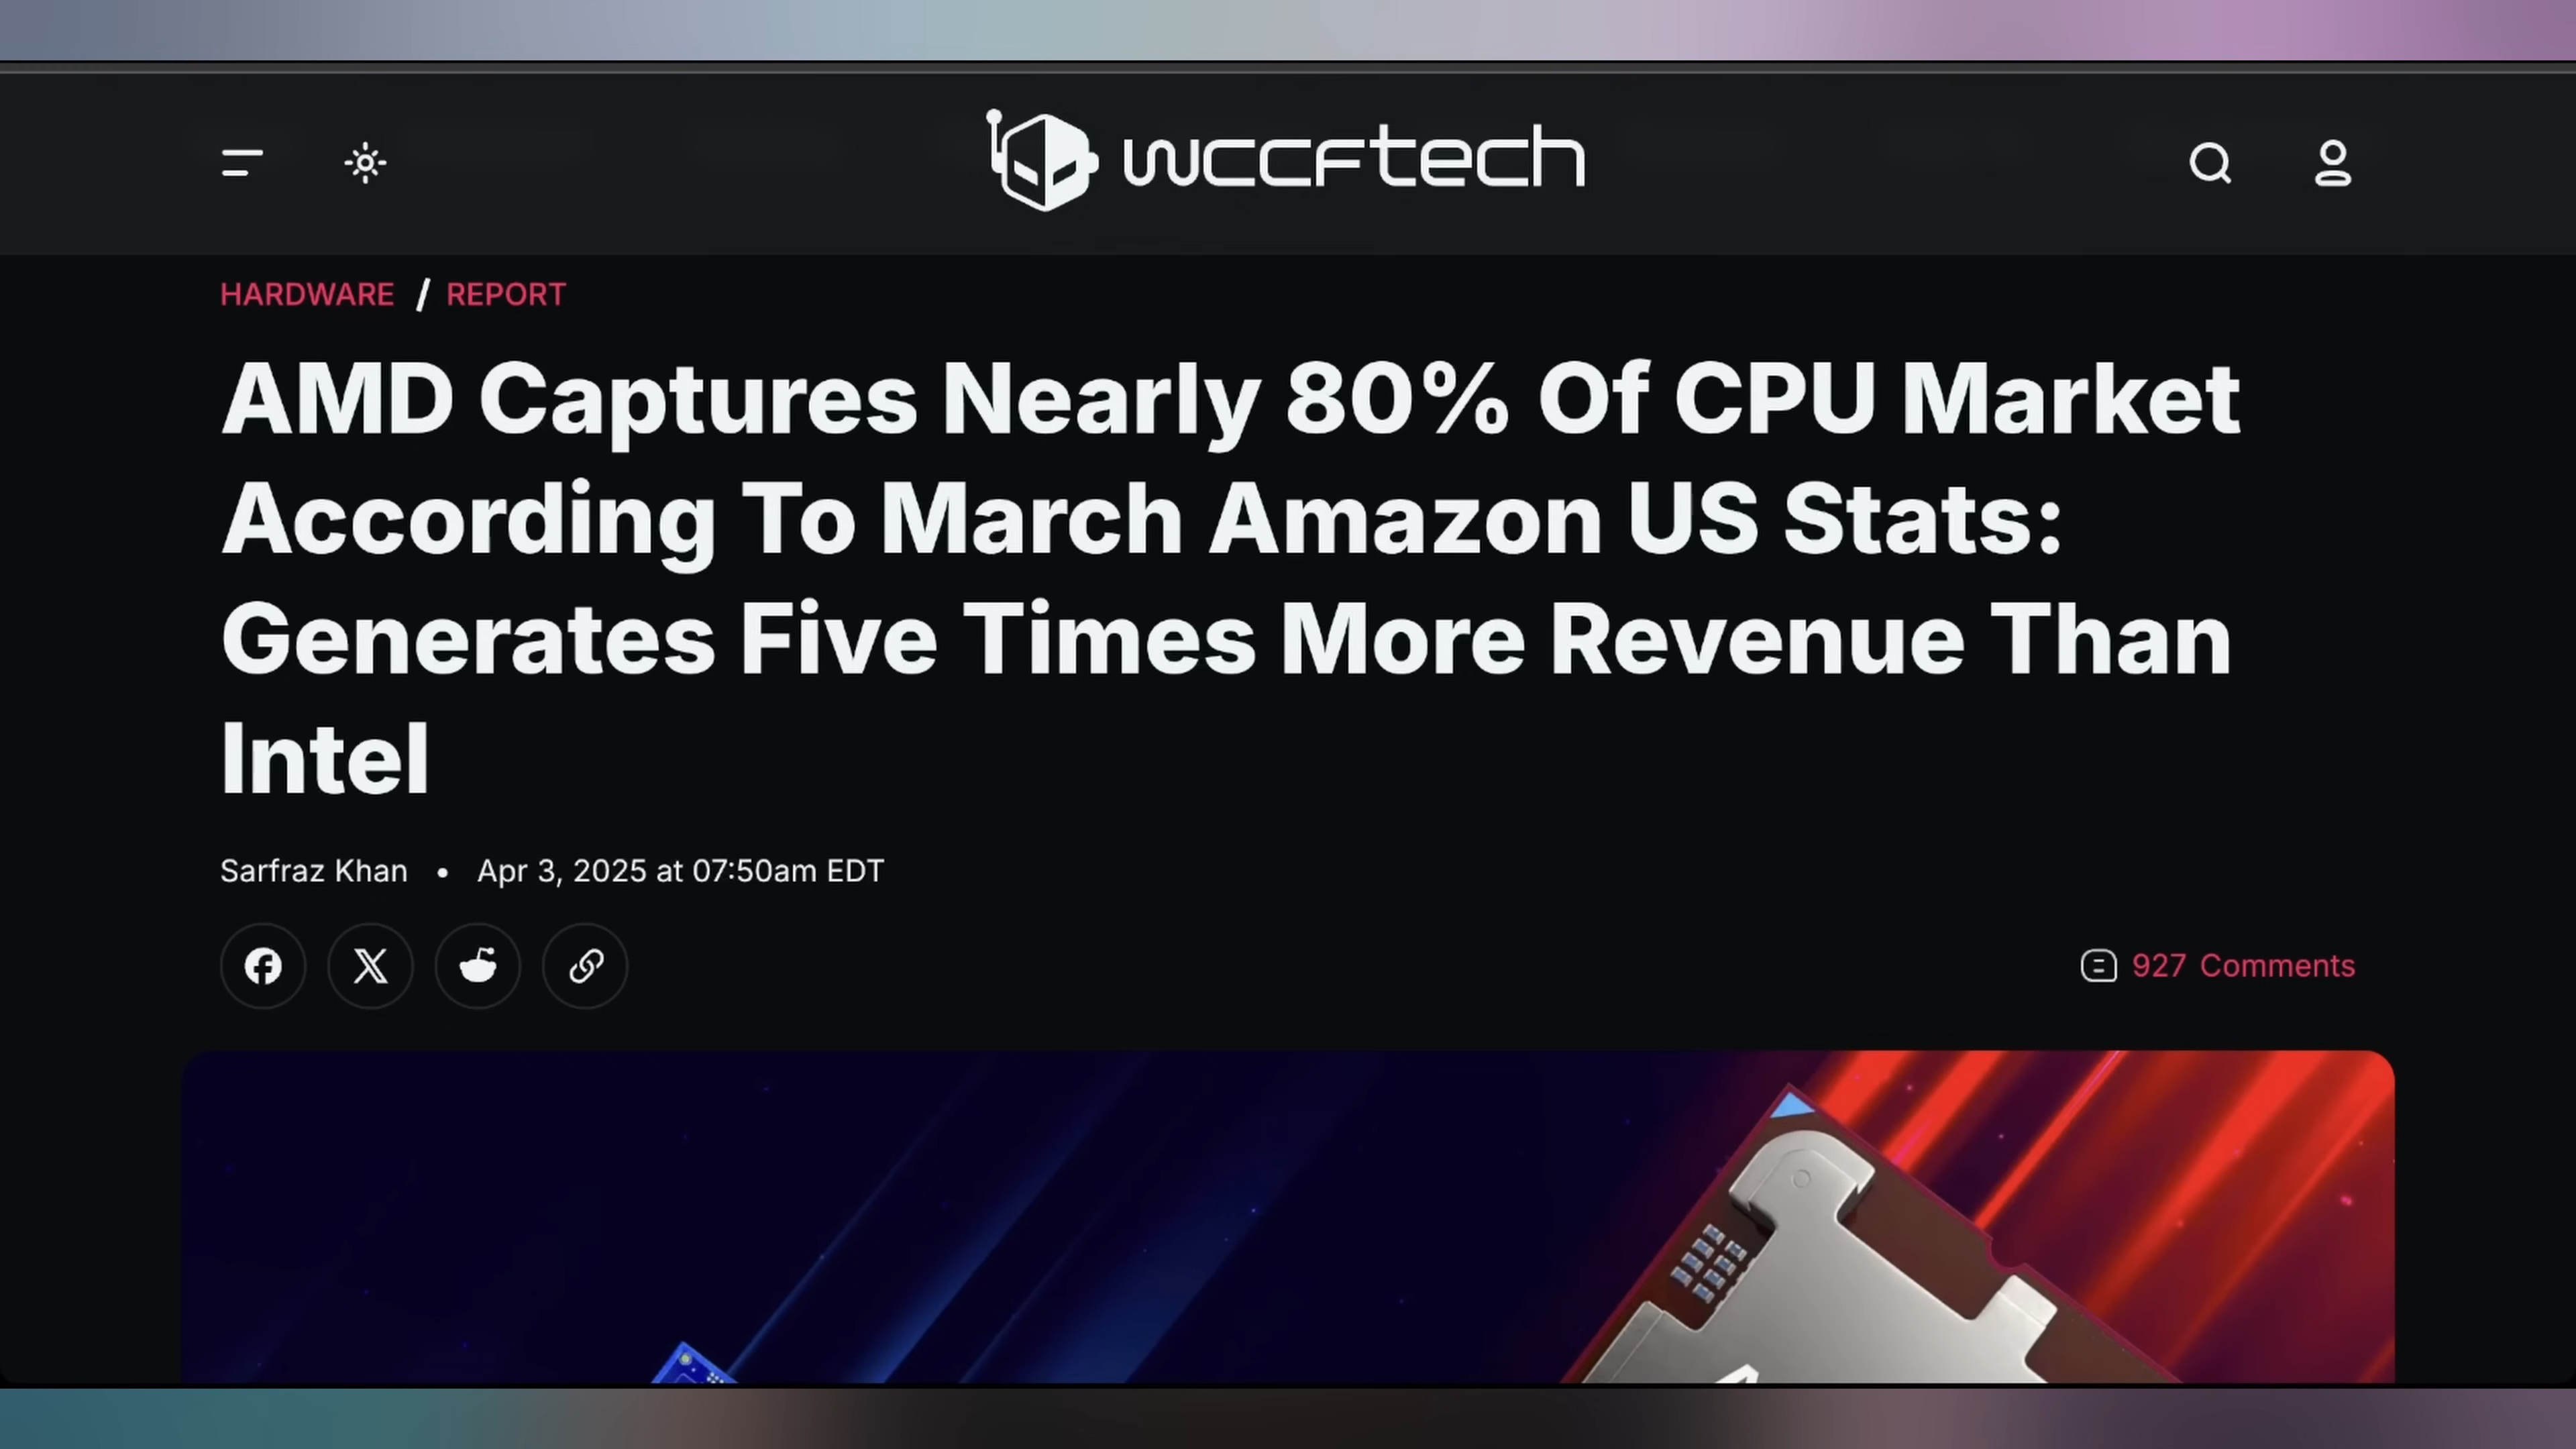 wccftech
HARDWARE / REPORT
AMD Captures Nearly 80% Of CPU Market
According To March Amazon US Stats:
Generates Five Times More Revenue Than
Intel
Sarfraz Khan • Apr 3, 2025 at 07:50am EDT
927 Comments